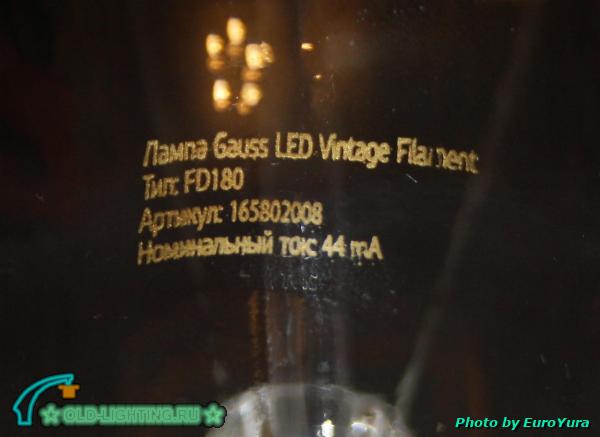 Лампа Gauss LED Vintage Filament
Тип: FD180
Артикул: 165802008
Номинальный ток: 44 mA
OLD-LIGHTING.RU
Photo by EuroYura